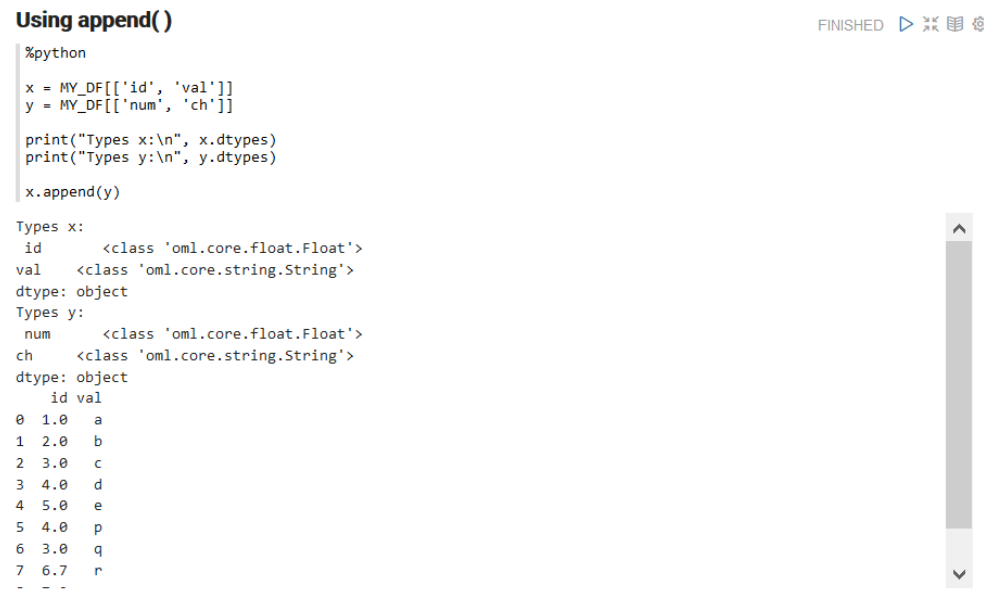 Using append( )
FINISHED
%python
x = MY_DF[['id', 'val']]
y = MY_DF[['num', 'ch']]
print("Types x:\n", x.dtypes)
print("Types y:\n", y.dtypes)
x.append(y)
Types x:
 id       <class 'oml.core.float.Float'>
val    <class 'oml.core.string.String'>
dtype: object
Types y:
 num      <class 'oml.core.float.Float'>
ch     <class 'oml.core.string.String'>
dtype: object
    id val
0  1.0   a
1  2.0   b
2  3.0   c
3  4.0   d
4  5.0   e
5  4.0   p
6  3.0   q
7  6.7   r